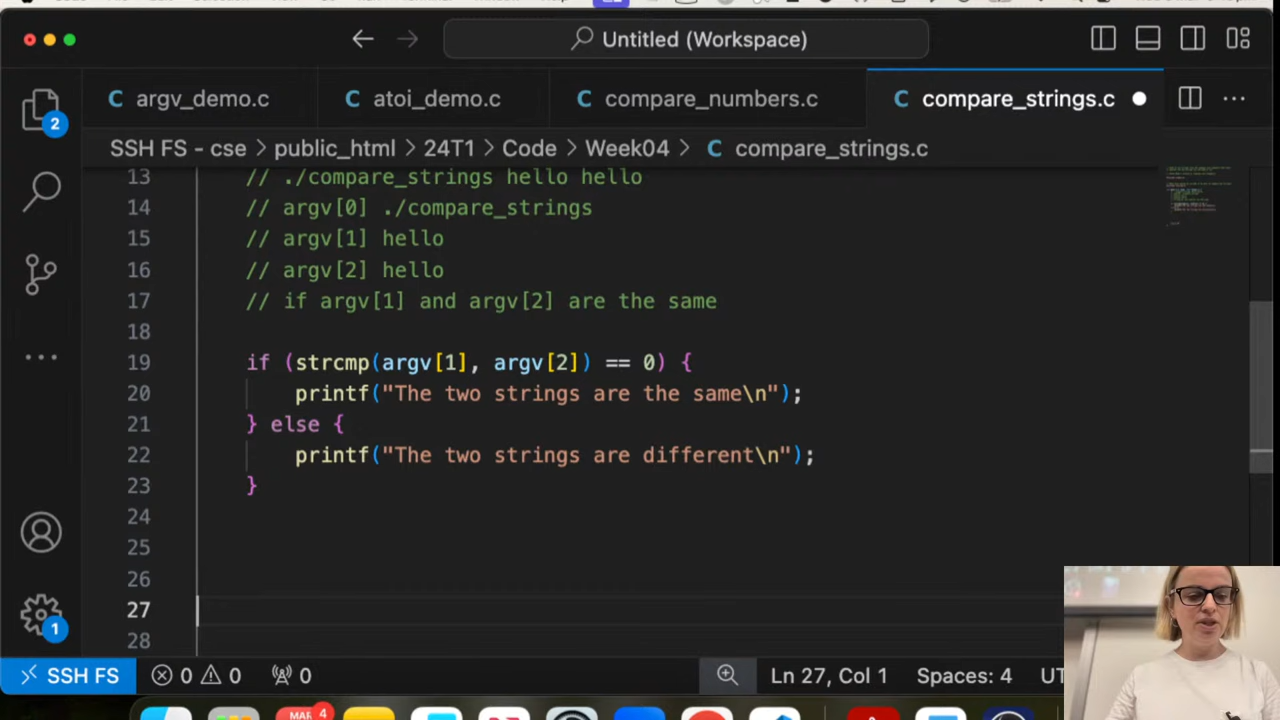 Untitled (Workspace)
argv_demo.c
atoi_demo.c
compare_numbers.c
compare_strings.c
2
SSH FS - cse > public_html > 24T1 > Code > Week04 > C compare_strings.c
13 // ./compare_strings hello hello
14 // argv[0] ./compare_strings
15 // argv[1] hello
16 // argv[2] hello
17 // if argv[1] and argv[2] are the same
18
19 if (strcmp(argv[1], argv[2]) == 0) {
20 printf("The two strings are the same\n");
21 } else {
22 printf("The two strings are different\n");
23 }
24
25
26
27
28
1
SSH FS 0 0 0 Ln 27, Col 1 Spaces: 4
MAR 4